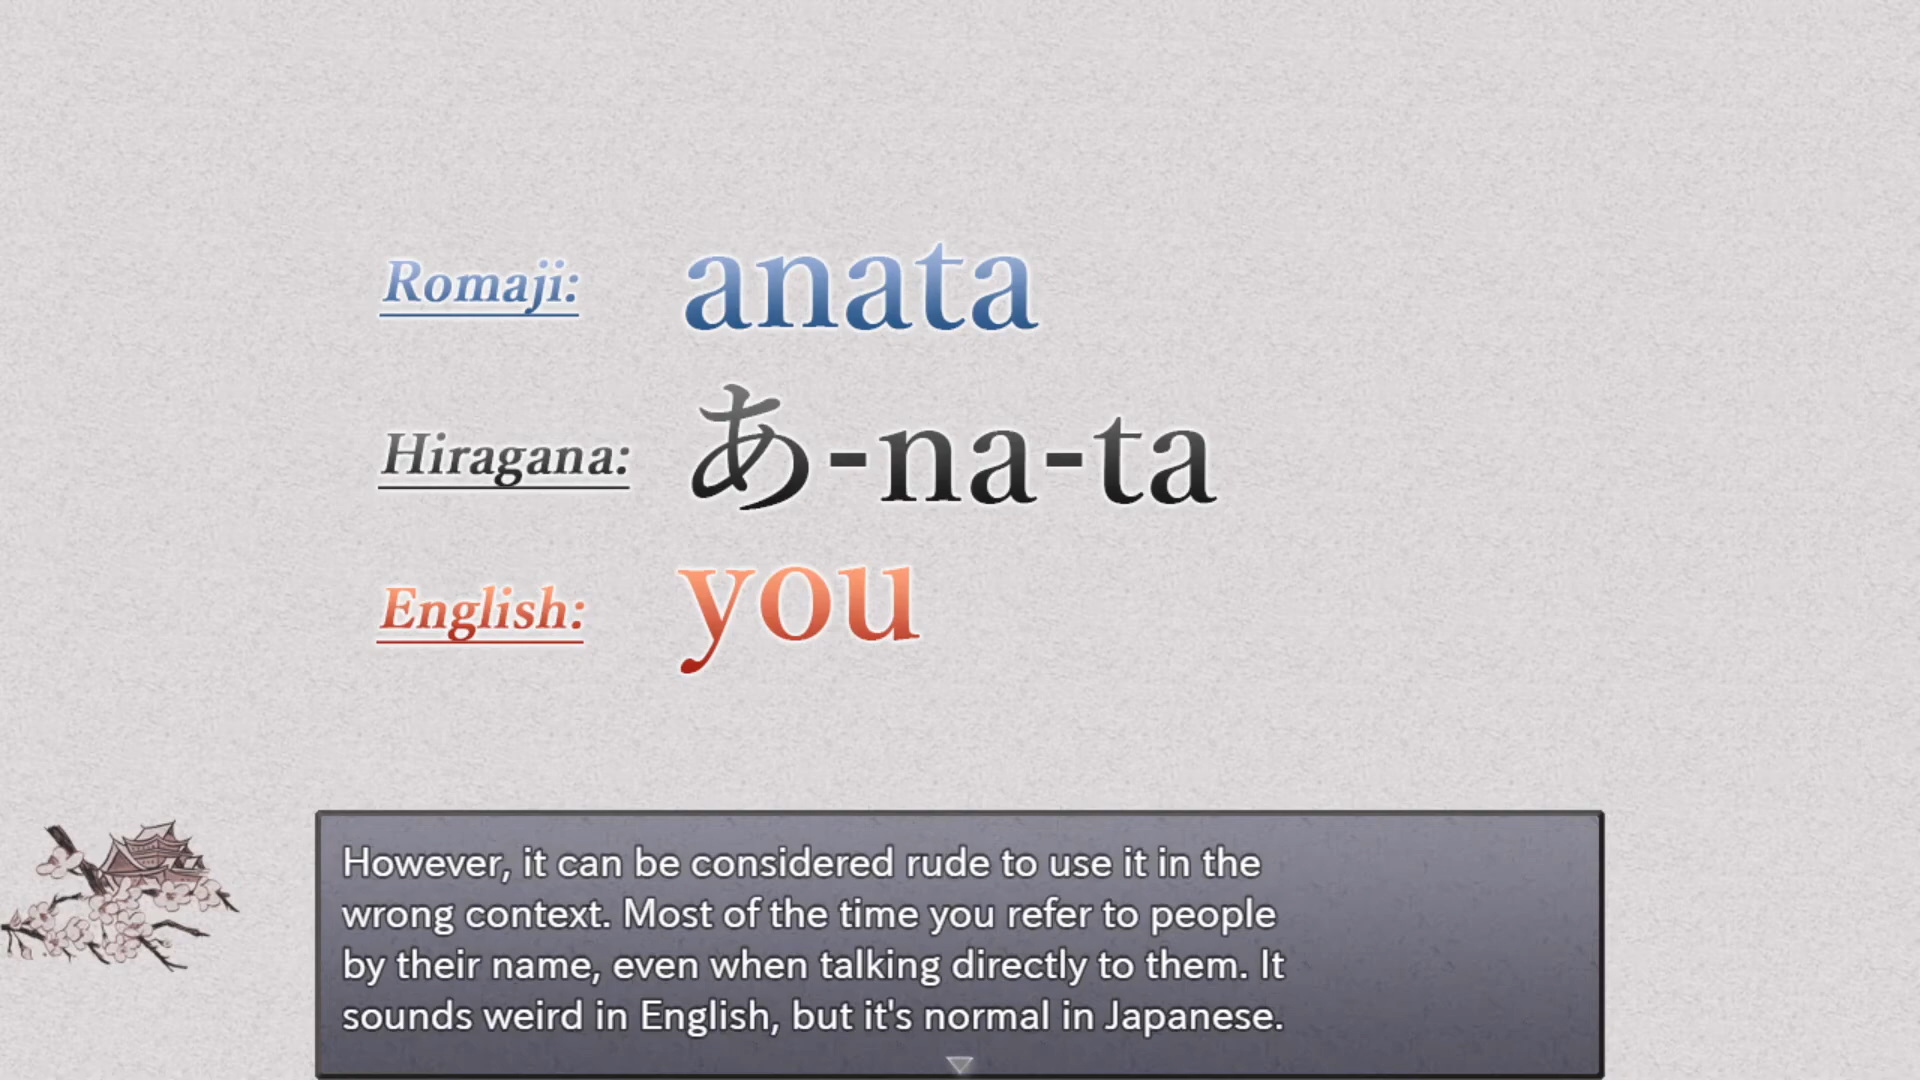 Romaji: anata
Hiragana: あ-na-ta
English: you
However, it can be considered rude to use it in the
wrong context. Most of the time you refer to people
by their name, even when talking directly to them. It
sounds weird in English, but it's normal in Japanese.